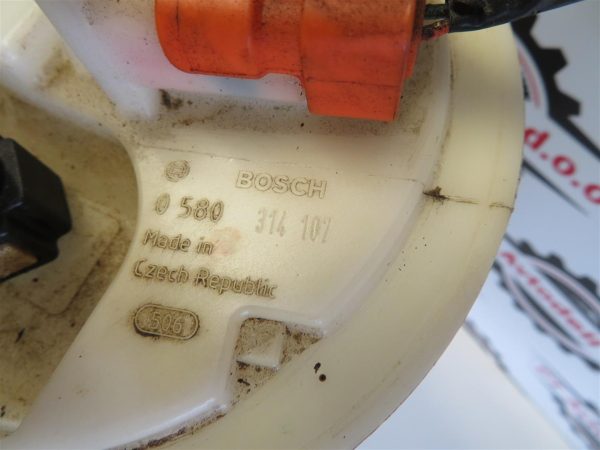 BOSCH
0 580 314 107
Made in
Czech Republic
506
d.o.o